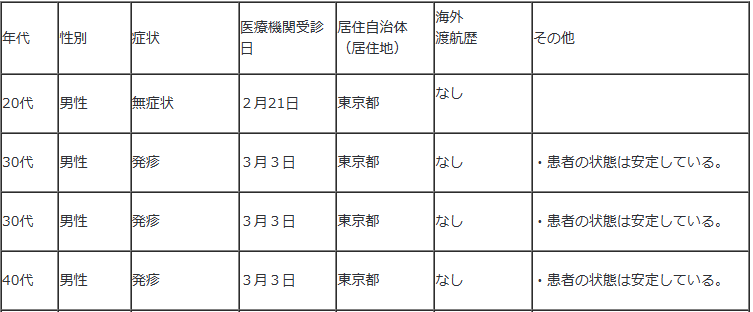 年代 性別 症状 医療機関受診日 居住自治体（居住地） 海外渡航歴 その他
20代 男性 無症状 ２月21日 東京都 なし
30代 男性 発疹 ３月３日 東京都 なし ・患者の状態は安定している。
30代 男性 発疹 ３月３日 東京都 なし ・患者の状態は安定している。
40代 男性 発疹 ３月３日 東京都 なし ・患者の状態は安定している。